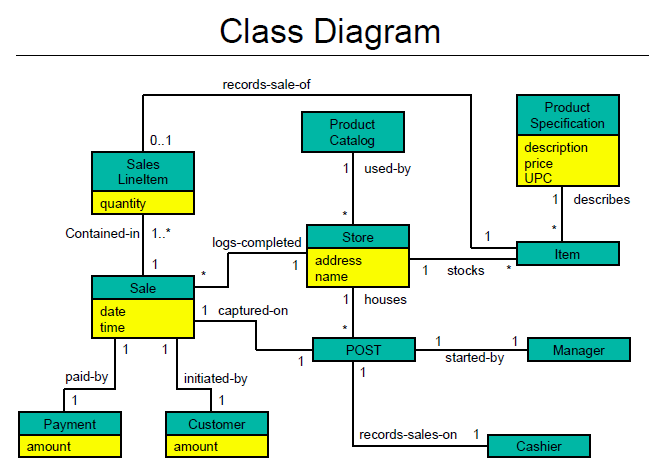 Class Diagram
records-sale-of
0..1
Product
Catalog
Product
Specification
description
price
UPC
Sales
LineItem
quantity
1
used-by
*
1
describes
*
Contained-in
1..*
1
logs-completed
*
1
Store
address
name
1
Item
1
stocks
*
Sale
date
time
1
captured-on
1
1
houses
*
POST
1
1
started-by
Manager
1
1
paid-by
1
initiated-by
1
Payment
amount
Customer
amount
1
records-sales-on
1
Cashier